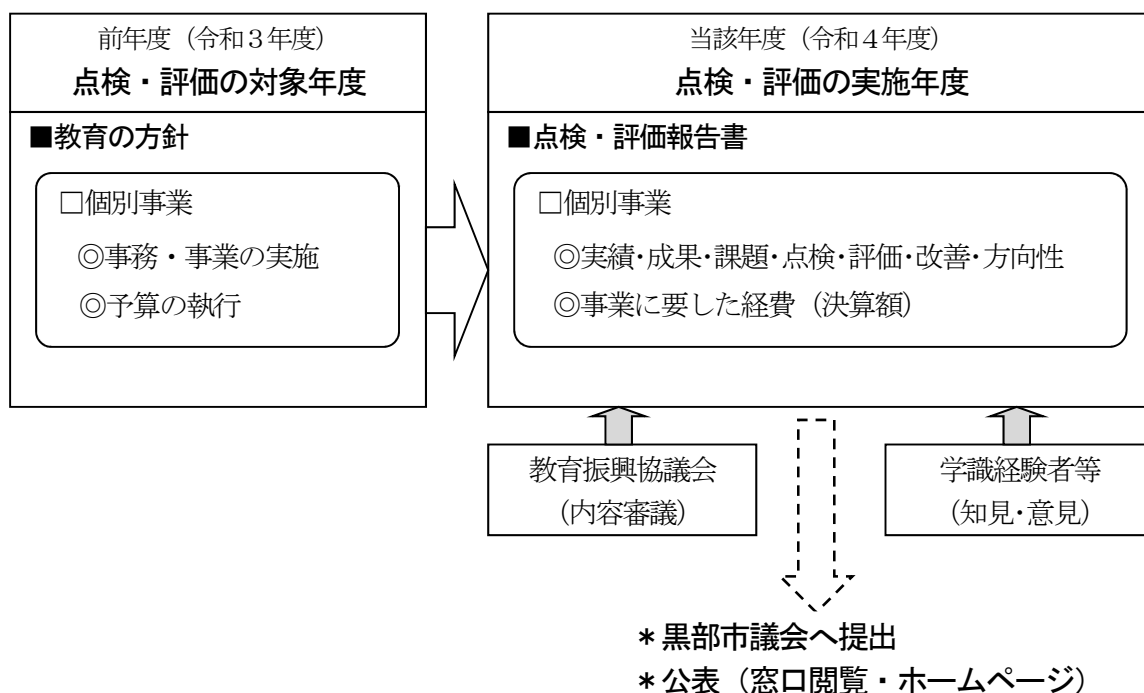 前年度（令和３年度）
点検・評価の対象年度
■教育の方針
□個別事業
◎事務・事業の実施
◎予算の執行
当該年度（令和４年度）
点検・評価の実施年度
■点検・評価報告書
□個別事業
◎実績･成果･課題･点検･評価･改善･方向性
◎事業に要した経費（決算額）
教育振興協議会
（内容審議）
学識経験者等
（知見･意見）
＊黒部市議会へ提出
＊公表（窓口閲覧・ホームページ）